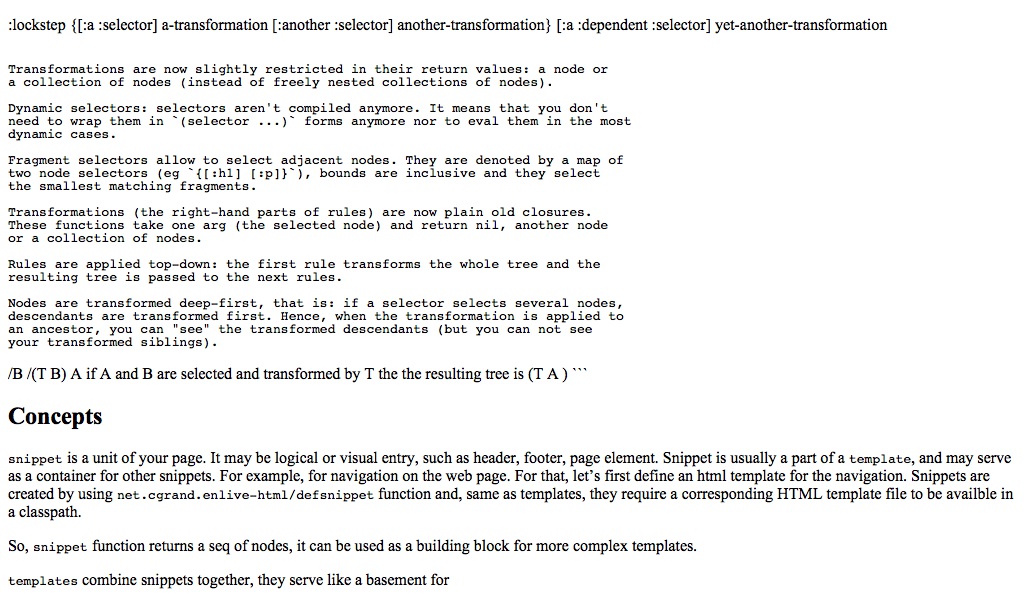 :lockstep {[:a :selector] a-transformation [:another :selector] another-transformation} [:a :dependent :selector] yet-another-transformation
Transformations are now slightly restricted in their return values: a node or
a collection of nodes (instead of freely nested collections of nodes).
Dynamic selectors: selectors aren't compiled anymore. It means that you don't
need to wrap them in `(selector ...)` forms anymore nor to eval them in the most
dynamic cases.
Fragment selectors allow to select adjacent nodes. They are denoted by a map of
two node selectors (eg `{[:h1] [:p]}`), bounds are inclusive and they select
the smallest matching fragments.
Transformations (the right-hand parts of rules) are now plain old closures.
These functions take one arg (the selected node) and return nil, another node
or a collection of nodes.
Rules are applied top-down: the first rule transforms the whole tree and the
resulting tree is passed to the next rules.
Nodes are transformed deep-first, that is: if a selector selects several nodes,
descendants are transformed first. Hence, when the transformation is applied to
an ancestor, you can "see" the transformed descendants (but you can not see
your transformed siblings).
/B /(T B) A if A and B are selected and transformed by T the the resulting tree is (T A ) ```
Concepts
snippet is a unit of your page. It may be logical or visual entry, such as header, footer, page element. Snippet is usually a part of a template, and may serve
as a container for other snippets. For example, for navigation on the web page. For that, let’s first define an html template for the navigation. Snippets are
created by using net.cgrand.enlive-html/defsnippet function and, same as templates, they require a corresponding HTML template file to be availble in
a classpath.
So, snippet function returns a seq of nodes, it can be used as a building block for more complex templates.
templates combine snippets together, they serve like a basement for